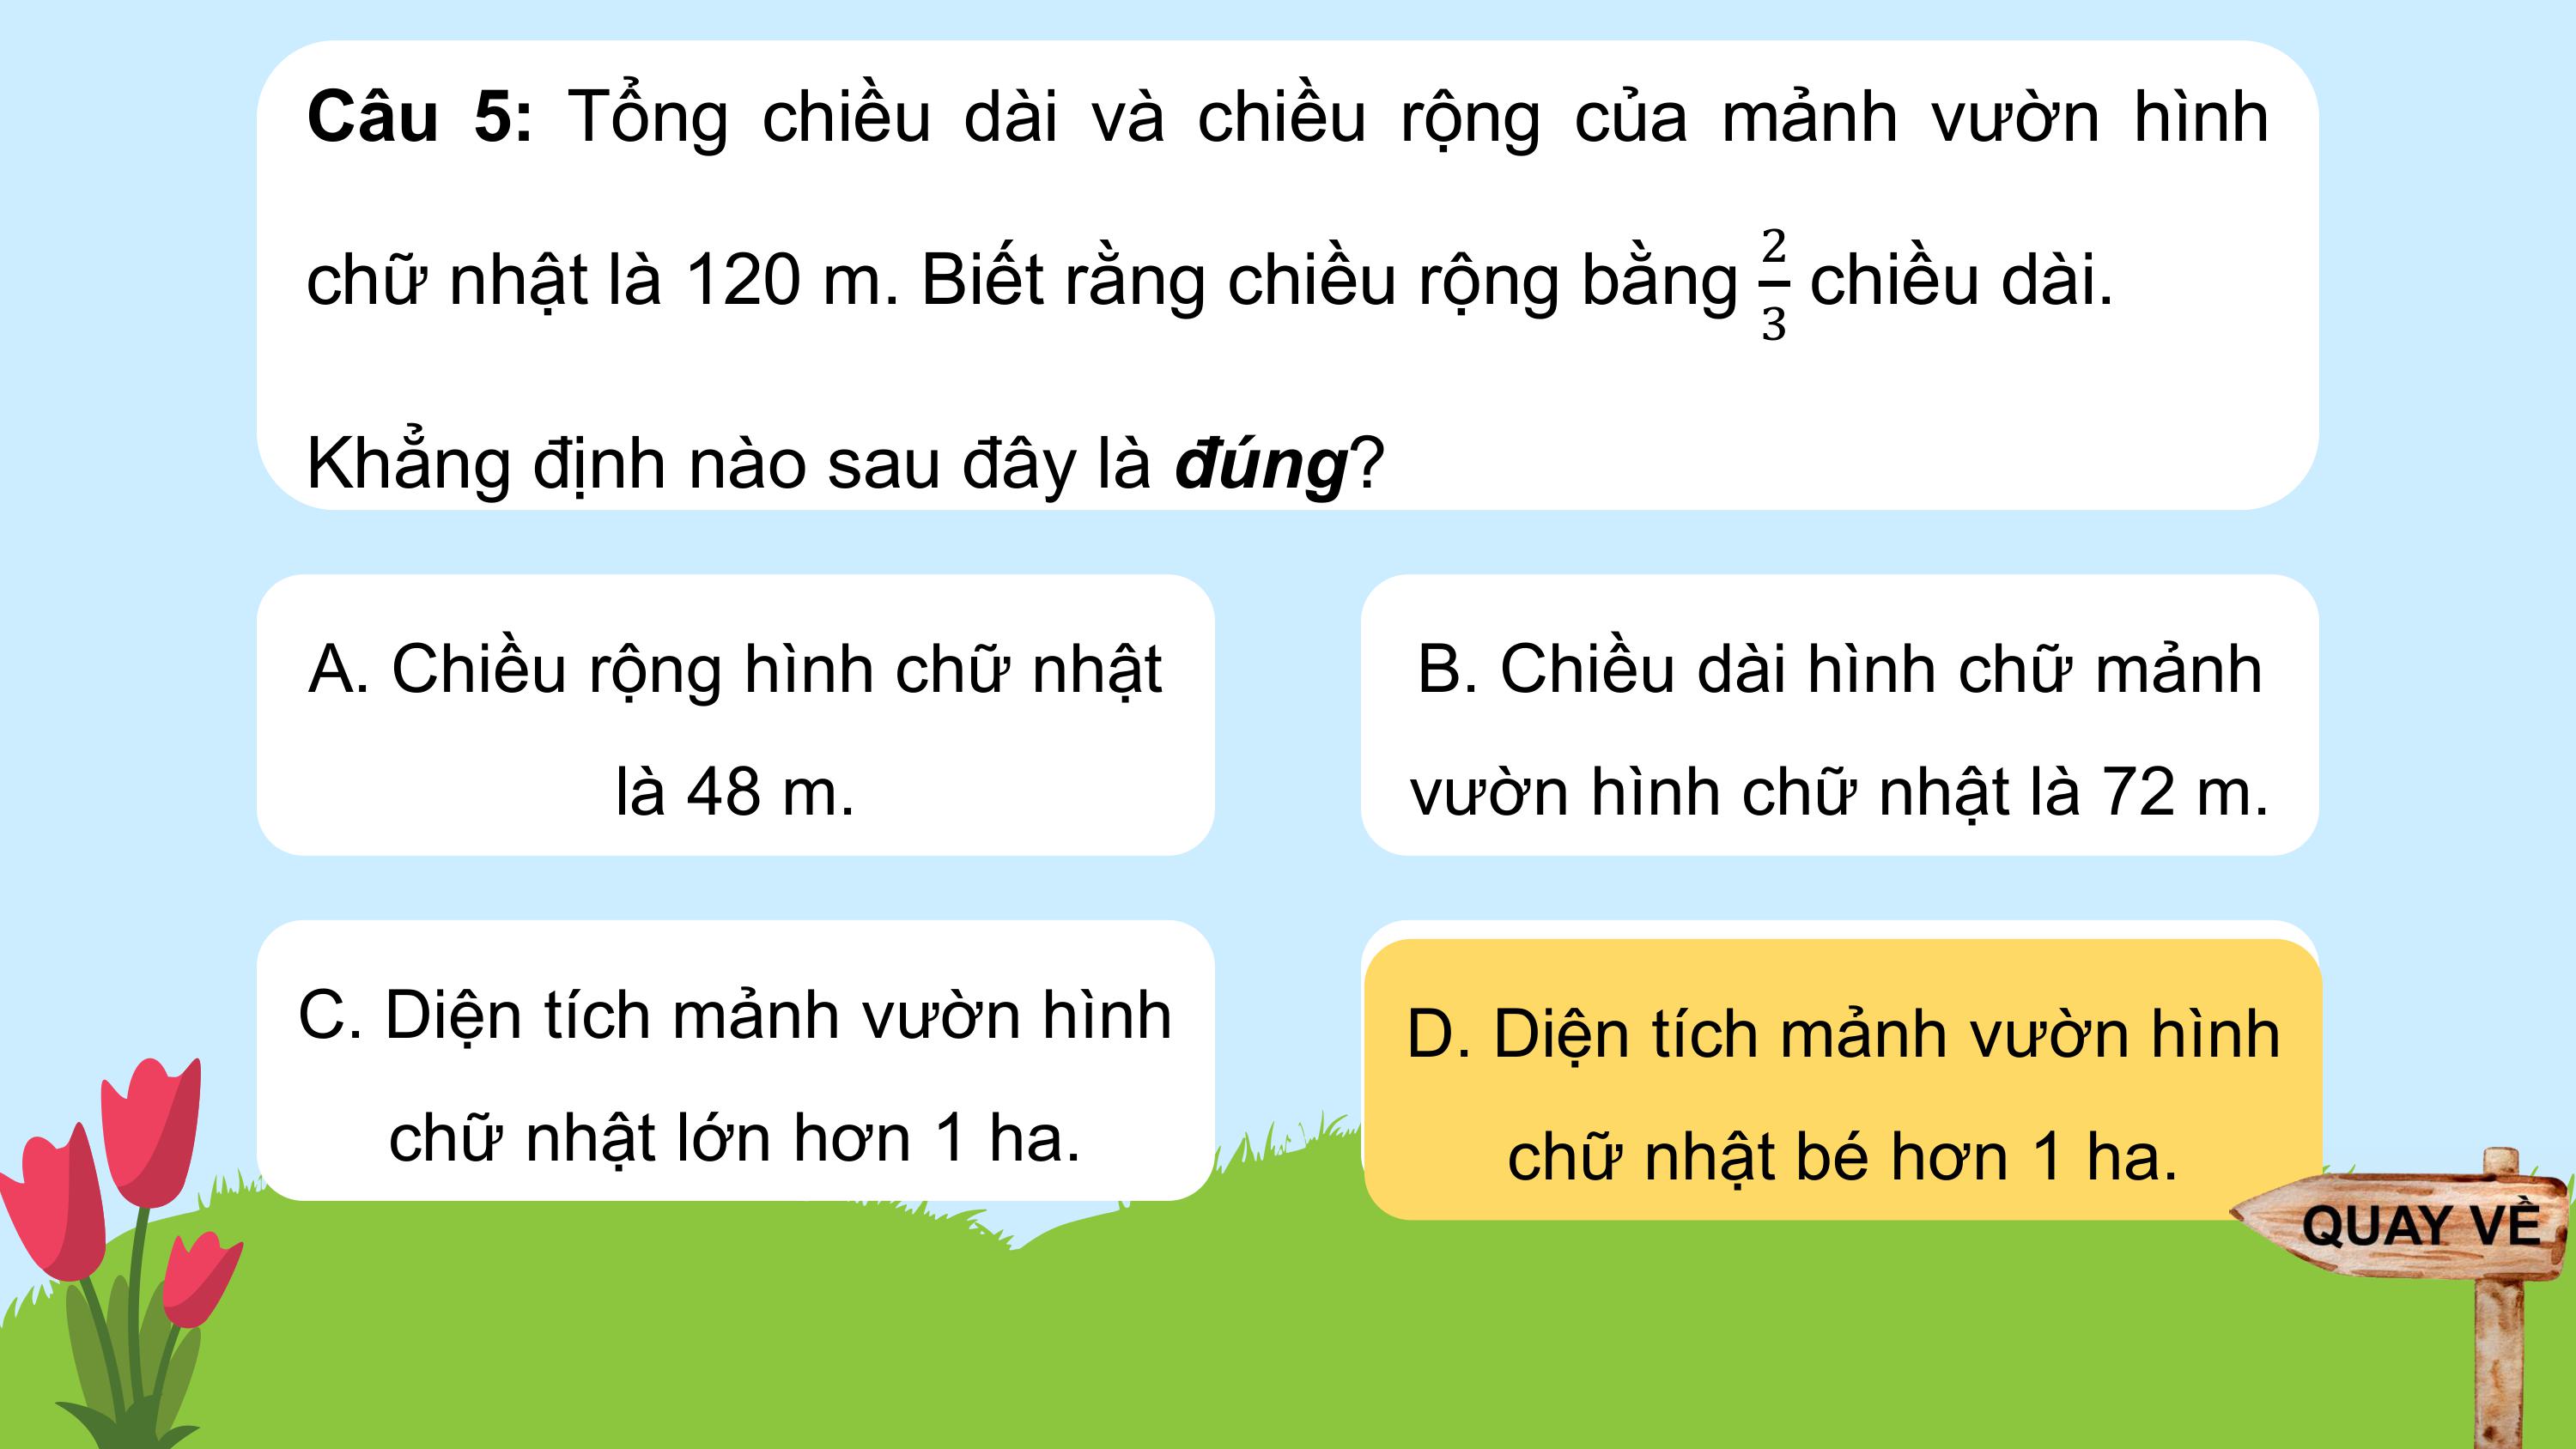 Câu 5: Tổng chiều dài và chiều rộng của mảnh vườn hình
chữ nhật là 120 m. Biết rằng chiều rộng bằng 2/3 chiều dài.
Khẳng định nào sau đây là đúng?
A. Chiều rộng hình chữ nhật
là 48 m.
B. Chiều dài hình chữ mảnh
vườn hình chữ nhật là 72 m.
C. Diện tích mảnh vườn hình
chữ nhật lớn hơn 1 ha.
D. Diện tích mảnh vườn hình
chữ nhật bé hơn 1 ha.
QUAY VỀ